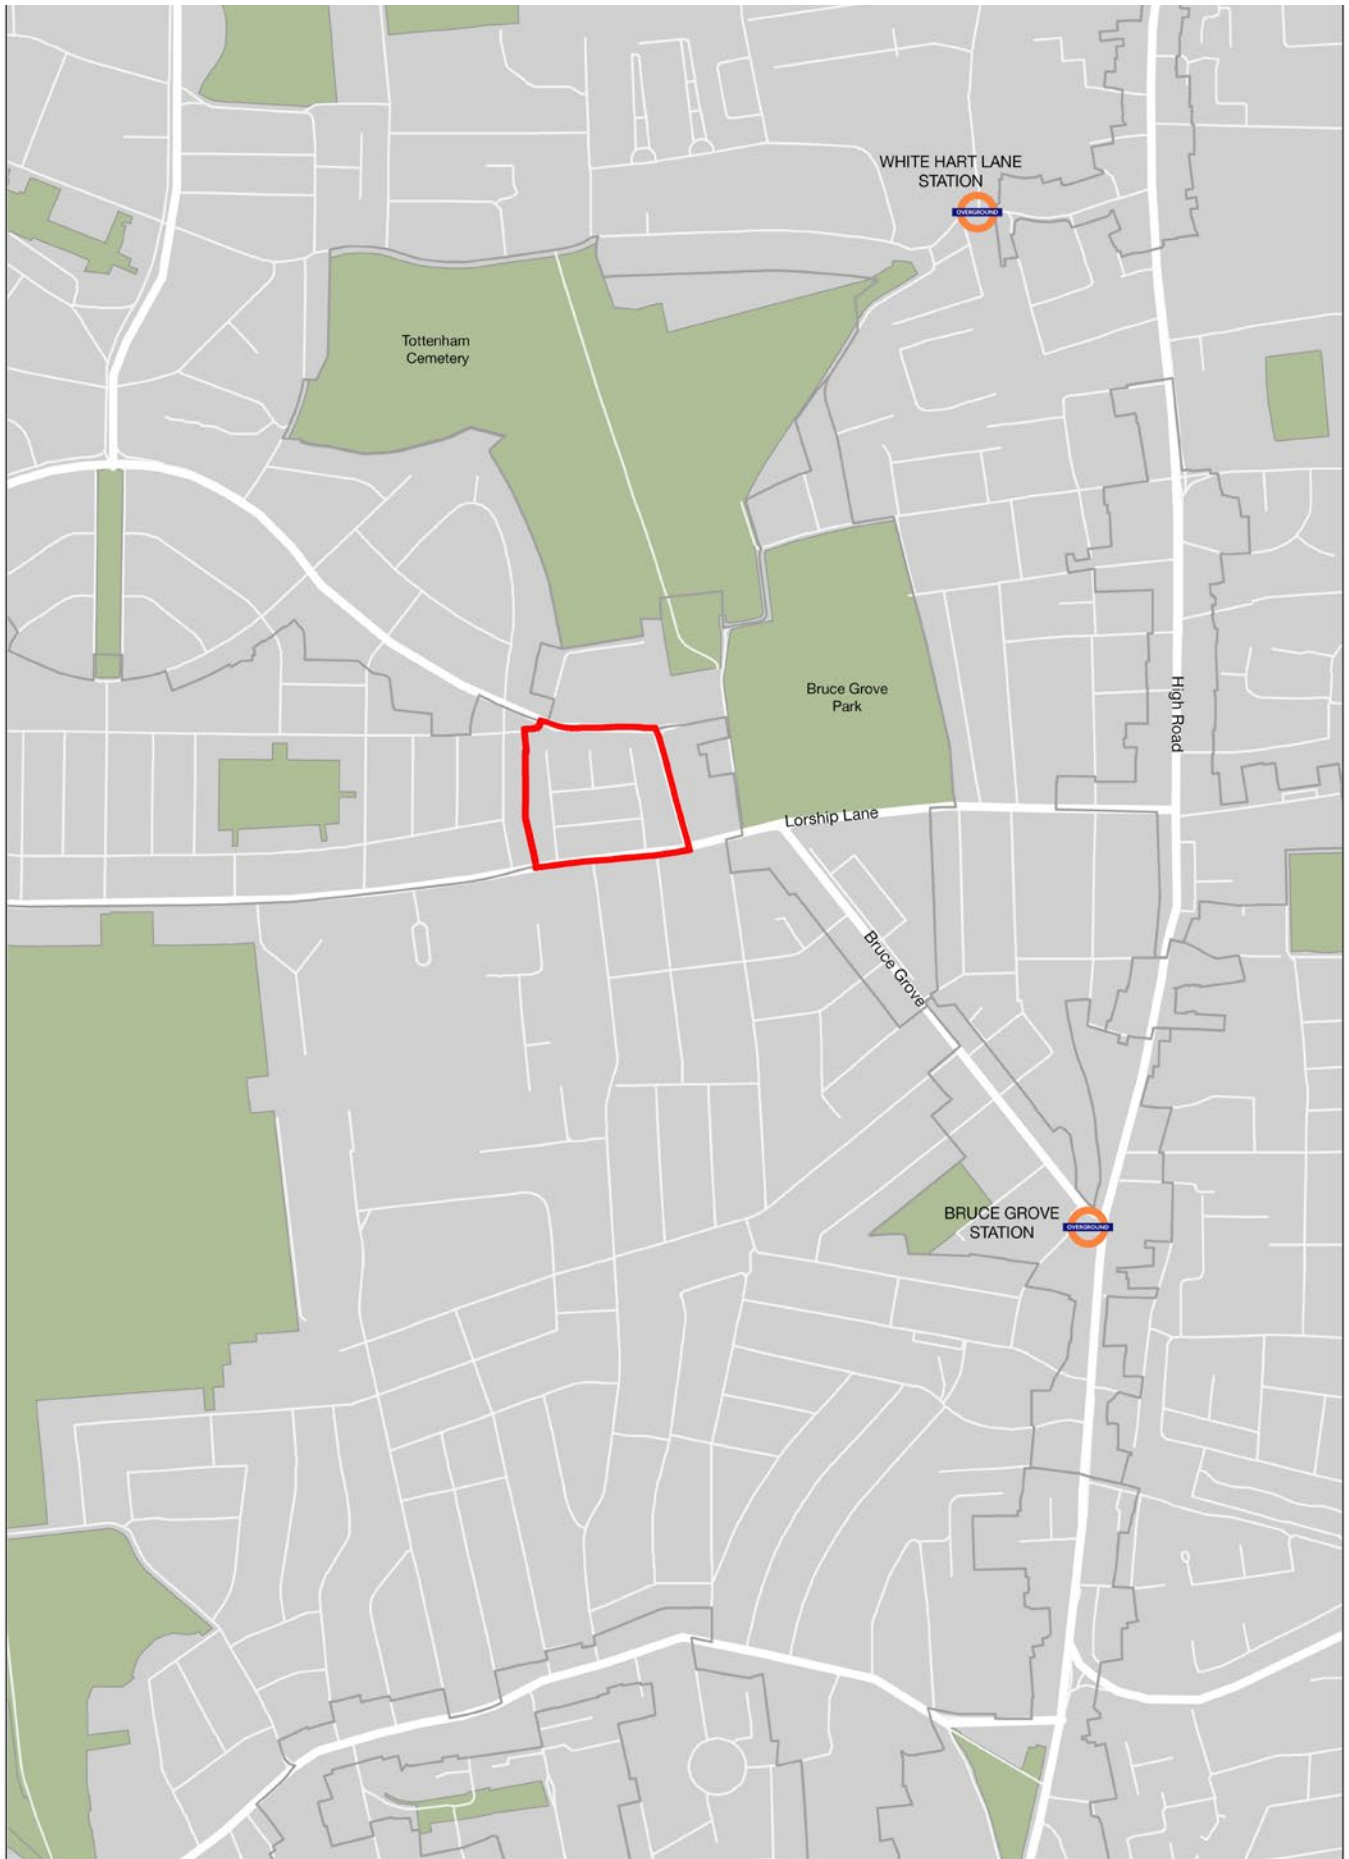 WHITE HART LANE
STATION
OVERGROUND
Tottenham
Cemetery
Bruce Grove
Park
High Road
Lorship Lane
Bruce Grove
BRUCE GROVE
STATION
OVERGROUND